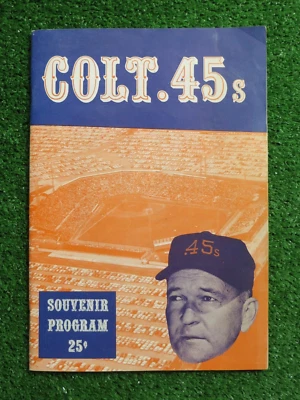 COLT.45s
.45s
SOUVENIR
PROGRAM
25¢